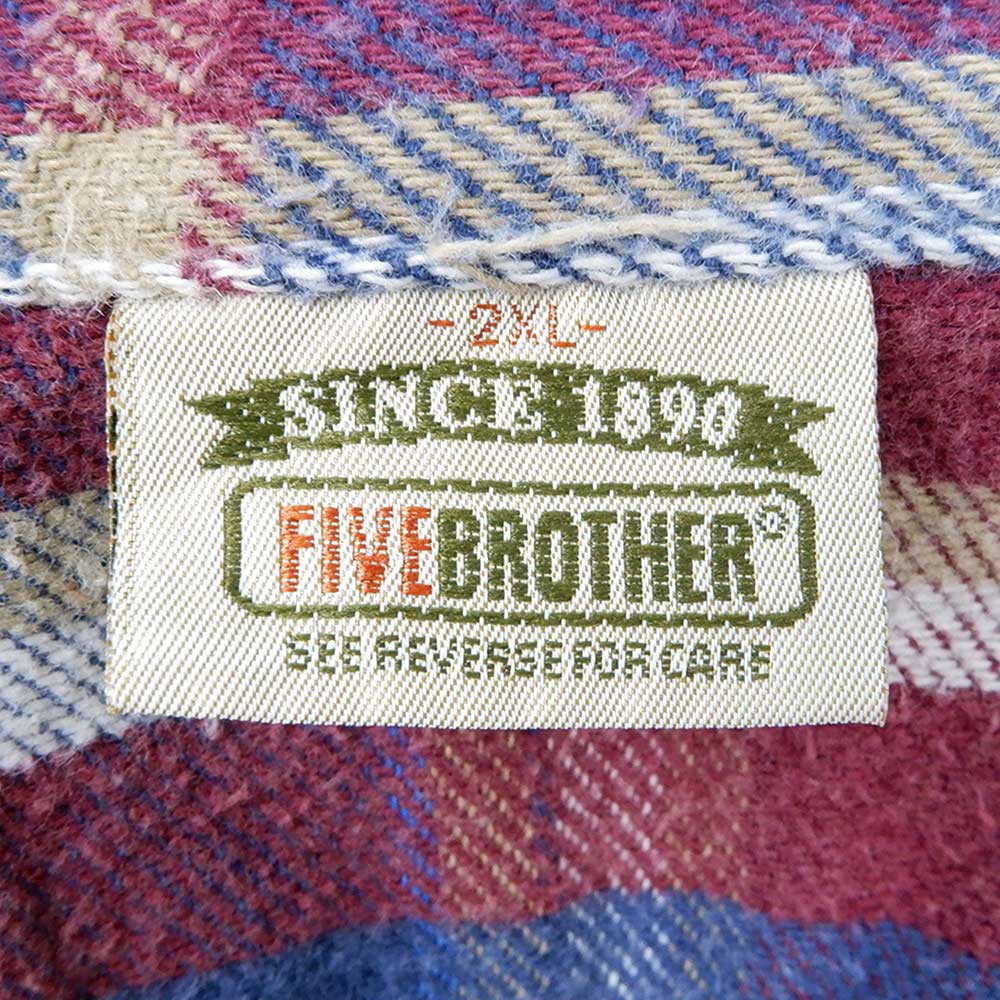 -2XL-
SINCE 1890
FIVEBROTHER®
SEE REVERSE FOR CARE